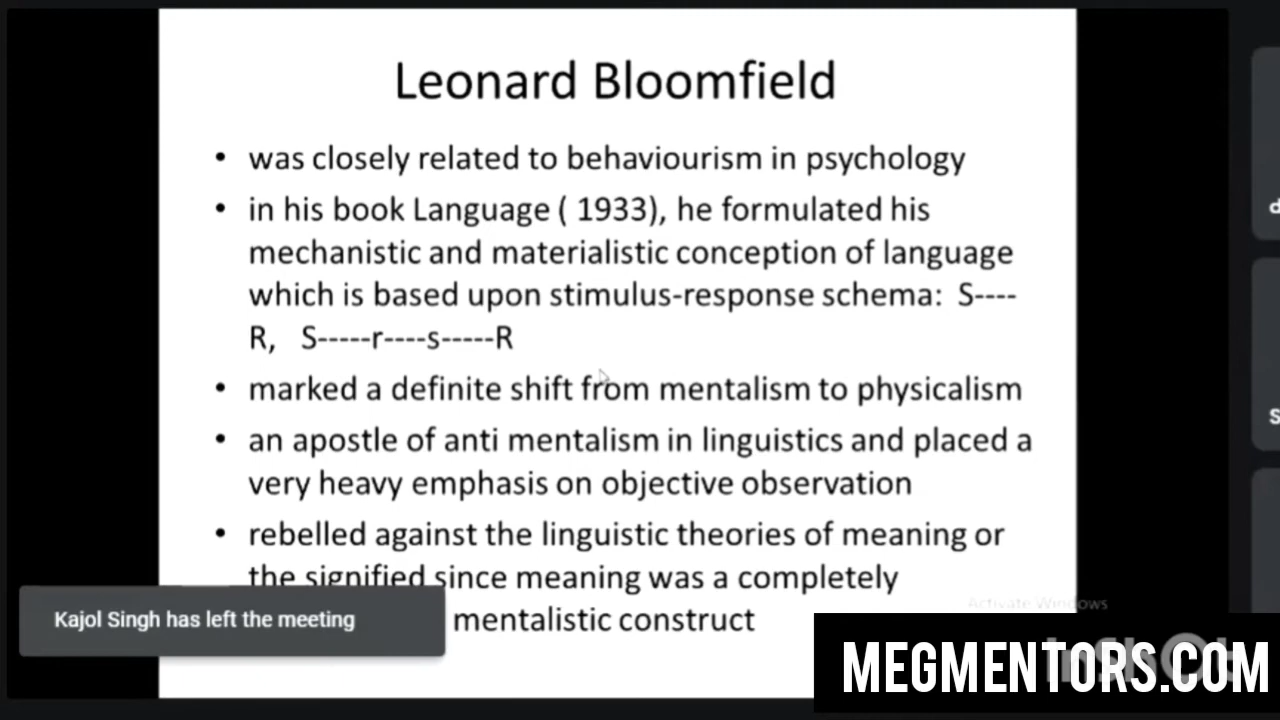 Leonard Bloomfield
• was closely related to behaviourism in psychology
• in his book Language ( 1933), he formulated his
mechanistic and materialistic conception of language
which is based upon stimulus-response schema: S----
R, S-----r----s-----R
• marked a definite shift from mentalism to physicalism
• an apostle of anti mentalism in linguistics and placed a
very heavy emphasis on objective observation
• rebelled against the linguistic theories of meaning or
the signified since meaning was a completely
mentalistic construct
Kajol Singh has left the meeting
Activate Windows
InShOt
MEGMENTORS.COM